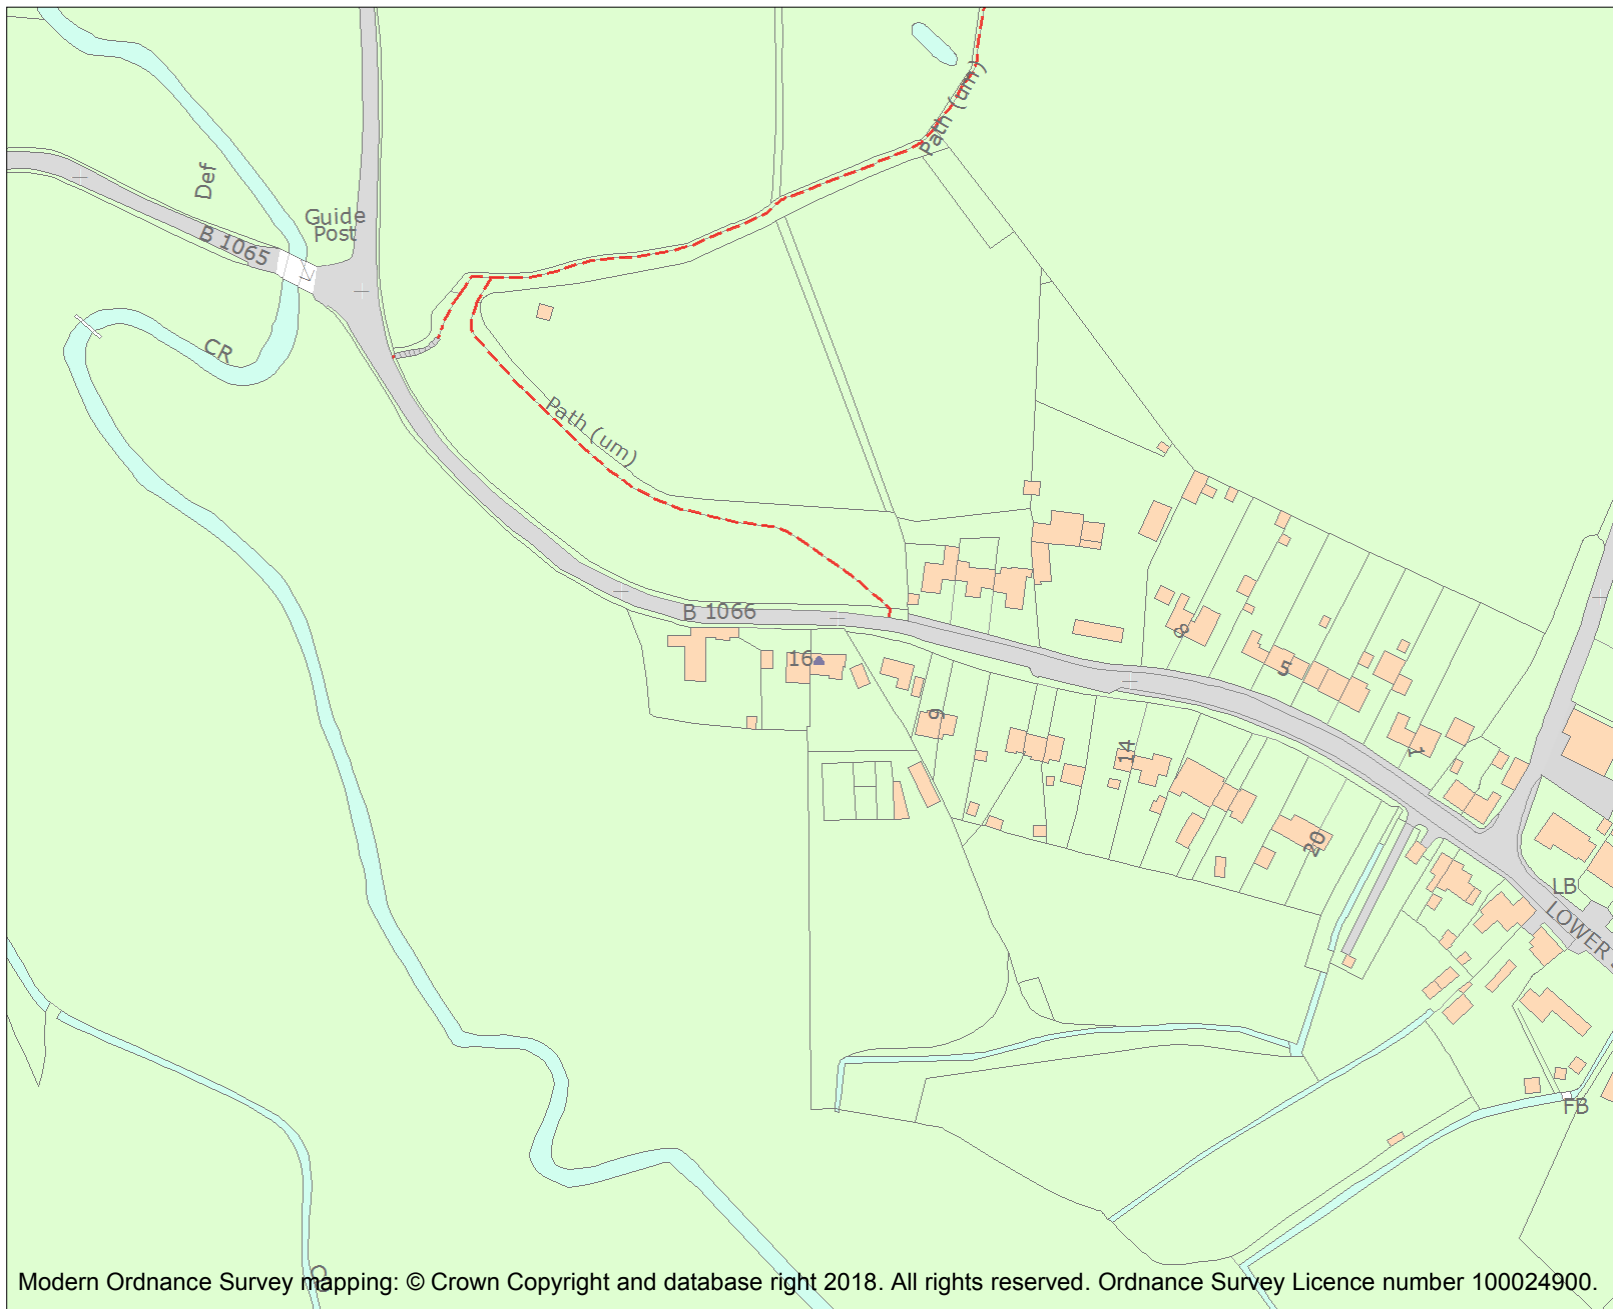 Path (um)
Def
Guide
Post
B 1065
CR
Path (um)
B 1066
16
9
8
5
14
1
20
LB
LOWER
FB
Modern Ordnance Survey mapping: © Crown Copyright and database right 2018. All rights reserved. Ordnance Survey Licence number 100024900.